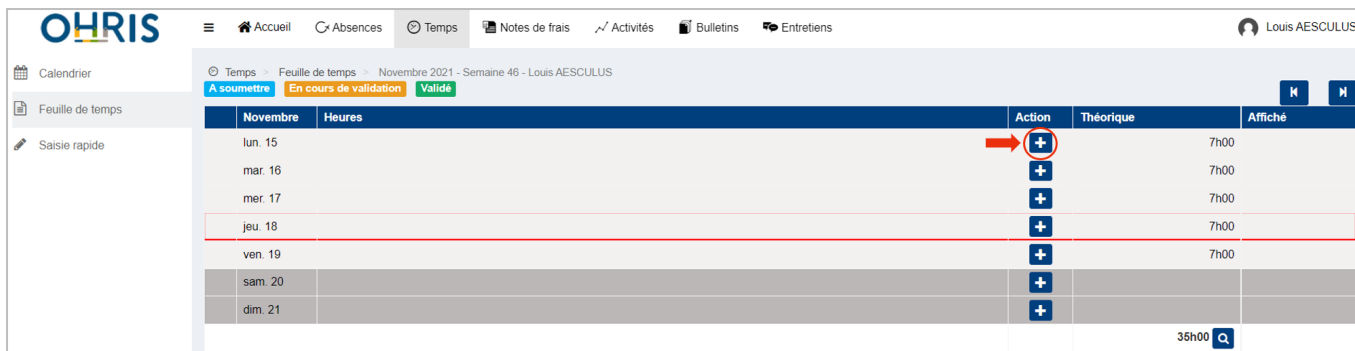 OHRIS
Accueil Absences Temps Notes de frais Activités Bulletins Entretiens Louis AESCULUS
Calendrier
Feuille de temps
Saisie rapide
Temps > Feuille de temps > Novembre 2021 - Semaine 46 - Louis AESCULUS
A soumettre En cours de validation Validé
Novembre Heures Action Théorique Affiché
lun. 15 7h00
mar. 16 7h00
mer. 17 7h00
jeu. 18 7h00
ven. 19 7h00
sam. 20
dim. 21
35h00